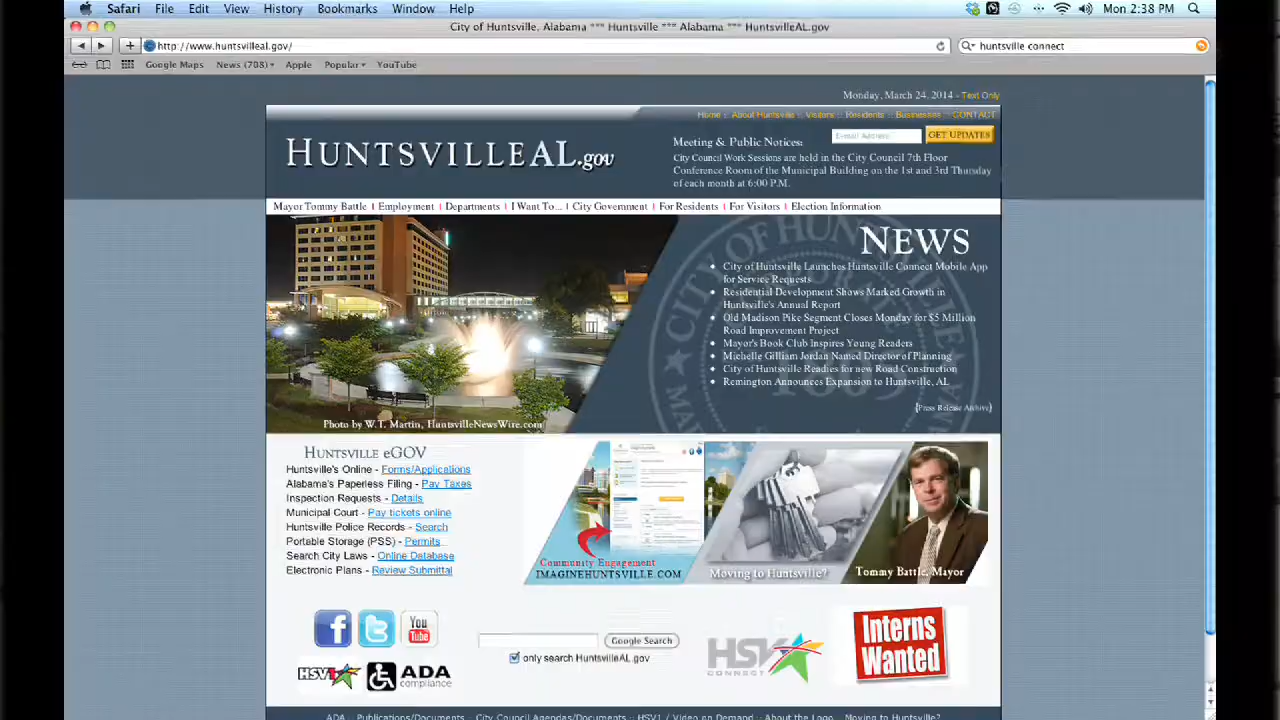 Safari File Edit View History Bookmarks Window Help Mon 2:38 PM
City of Huntsville, Alabama *** Huntsville *** Alabama *** HuntsvilleAL.gov
http://www.huntsvilleal.gov/
huntsville connect
Google Maps News (708) Apple Popular YouTube
Monday, March 24, 2014 - Text Only
Home :: About Huntsville :: Visitors :: Residents :: Businesses :: CONTACT
HUNTSVILLEAL.gov
Meeting & Public Notices:
E-mail Address
GET UPDATES
City Council Work Sessions are held in the City Council 7th Floor
Conference Room of the Municipal Building on the 1st and 3rd Thursday
of each month at 6:00 P.M.
Mayor Tommy Battle | Employment | Departments | I Want To... | City Government | For Residents | For Visitors | Election Information
NEWS
City of Huntsville Launches Huntsville Connect Mobile App
for Service Requests
Residential Development Shows Marked Growth in
Huntsville's Annual Report
Old Madison Pike Segment Closes Monday for $5 Million
Road Improvement Project
Mayor's Book Club Inspires Young Readers
Michelle Gilliam Jordan Named Director of Planning
City of Huntsville Readies for new Road Construction
Remington Announces Expansion to Huntsville, AL
{Press Release Archive}
Photo by W.T. Martin, HuntsvilleNewsWire.com
HUNTSVILLE eGOV
Huntsville's Online - Forms/Applications
Alabama's Paperless Filing - Pay Taxes
Inspection Requests - Details
Municipal Court - Pay tickets online
Huntsville Police Records - Search
Portable Storage (PSS) - Permits
Search City Laws - Online Database
Electronic Plans - Review Submittal
Community Engagement
IMAGINEHUNTSVILLE.COM
Moving to Huntsville?
Tommy Battle, Mayor
f
You
Tube
Google Search
only search HuntsvilleAL.gov
HSV
CONNECT
Interns
Wanted
HSV1
ADA
compliance
ADA :: Publications/Documents :: City Council Agendas/Documents :: HSV1 / Video on Demand :: About the Logo :: Moving to Huntsville?